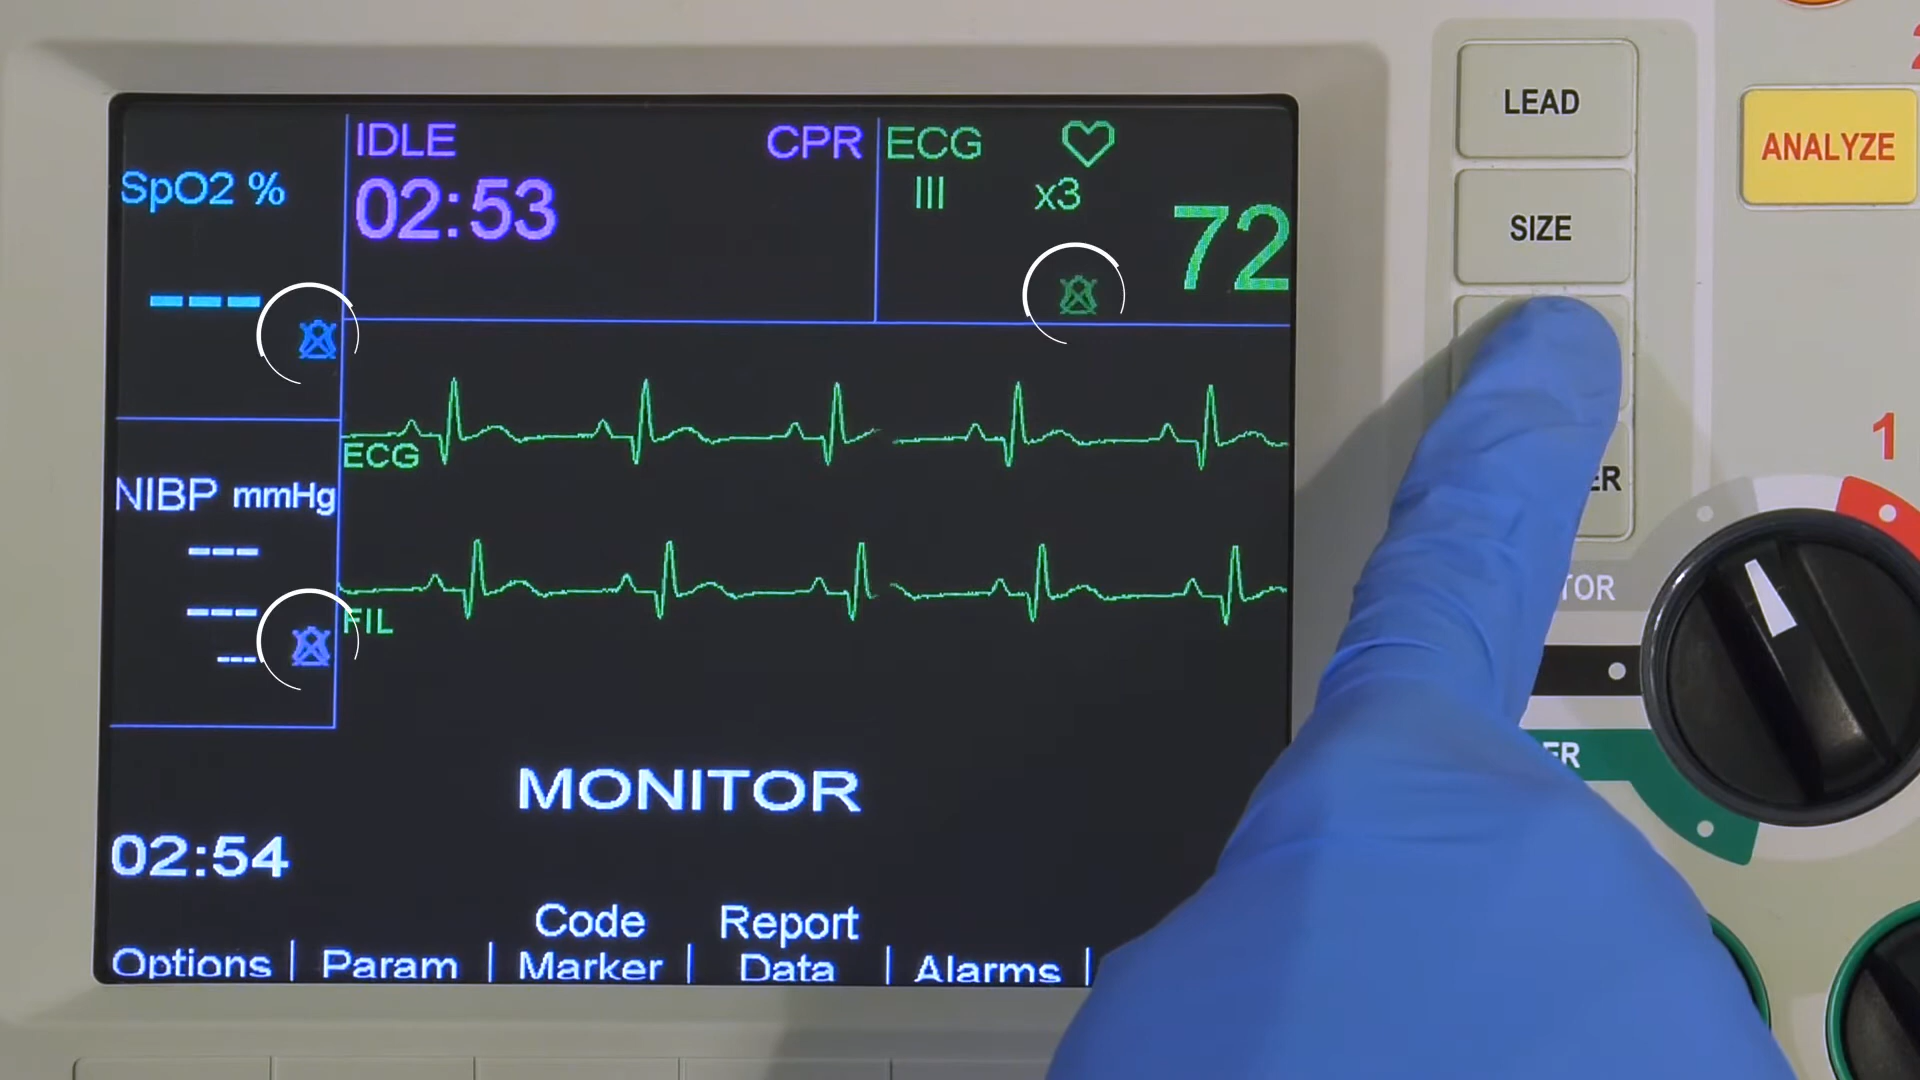 SpO2 %
---
NIBP mmHg
---
---
---
IDLE
02:53
CPR
ECG
III
x3
72
ECG
FIL
MONITOR
02:54
Options
Param
Code
Marker
Report
Data
Alarms
LEAD
SIZE
ANALYZE
1